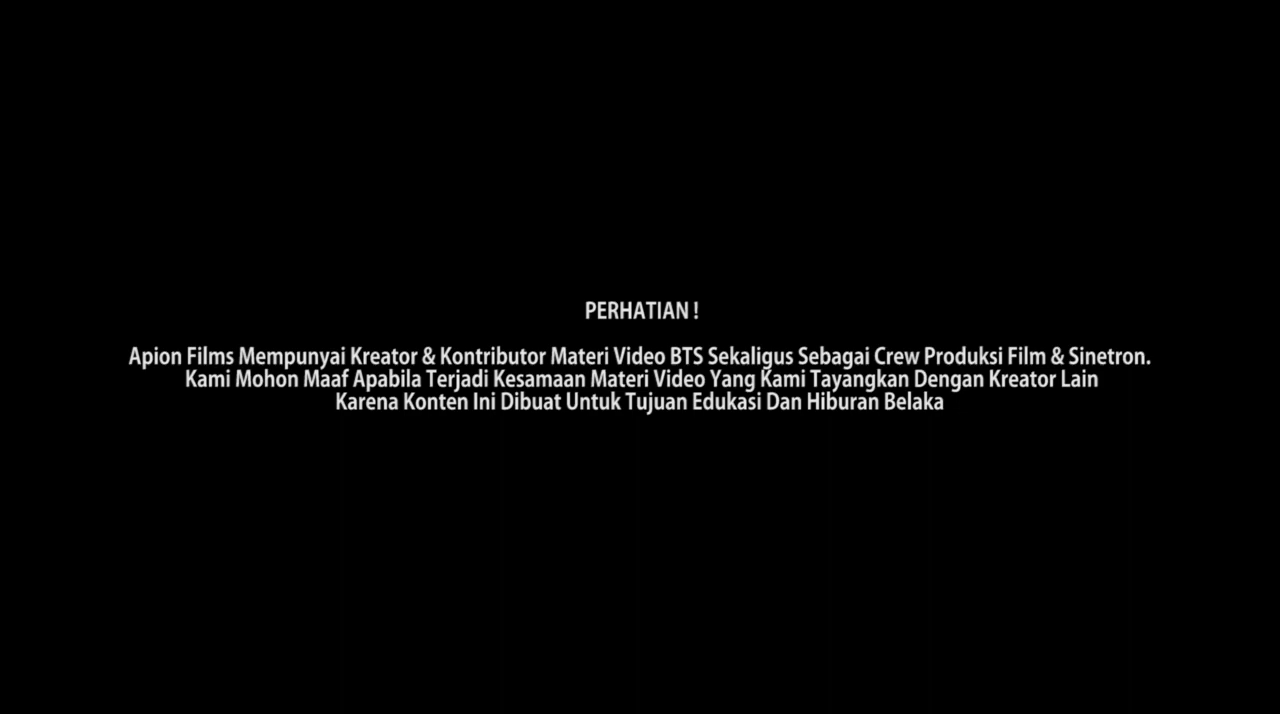 PERHATIAN !
Apion Films Mempunyai Kreator & Kontributor Materi Video BTS Sekaligus Sebagai Crew Produksi Film & Sinetron.
Kami Mohon Maaf Apabila Terjadi Kesamaan Materi Video Yang Kami Tayangkan Dengan Kreator Lain
Karena Konten Ini Dibuat Untuk Tujuan Edukasi Dan Hiburan Belaka